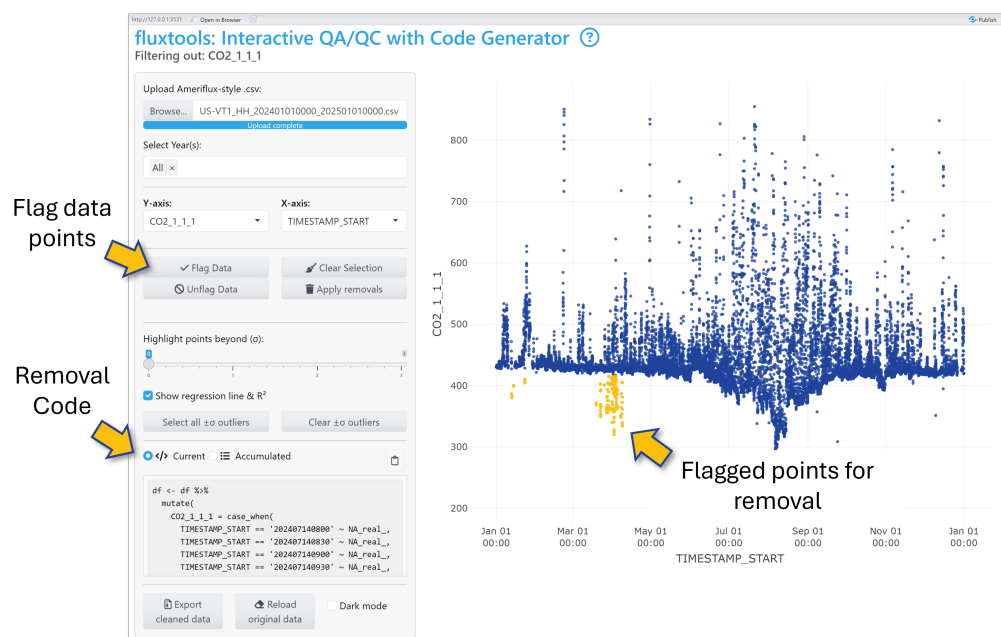 http://127.0.0.1:3531
Open in Browser
Publish
fluxtools: Interactive QA/QC with Code Generator ?
Filtering out: CO2_1_1_1
Upload Ameriflux-style .csv:
Browse... US-VT1_HH_202401010000_202501010000.csv
Upload complete
Select Year(s):
All ×
Y-axis: X-axis:
CO2_1_1_1 TIMESTAMP_START
Flag data
points
Flag Data Clear Selection
Unflag Data Apply removals
Highlight points beyond (σ):
0 3
0 1 2 3
Show regression line & R²
Select all ±σ outliers Clear ±σ outliers
Removal
Code
</> Current Accumulated
df <- df %>%
mutate(
CO2_1_1_1 = case_when(
TIMESTAMP_START == '202407140800' ~ NA_real_,
TIMESTAMP_START == '202407140830' ~ NA_real_,
TIMESTAMP_START == '202407140900' ~ NA_real_,
TIMESTAMP_START == '202407140930' ~ NA_real_,
Export
cleaned data
Reload
original data
Dark mode
CO2_1_1_1
800
700
600
500
400
300
200
Flagged points for
removal
Jan 01 Mar 01 May 01 Jul 01 Sep 01 Nov 01 Jan 01
00:00 00:00 00:00 00:00 00:00 00:00 00:00
TIMESTAMP_START